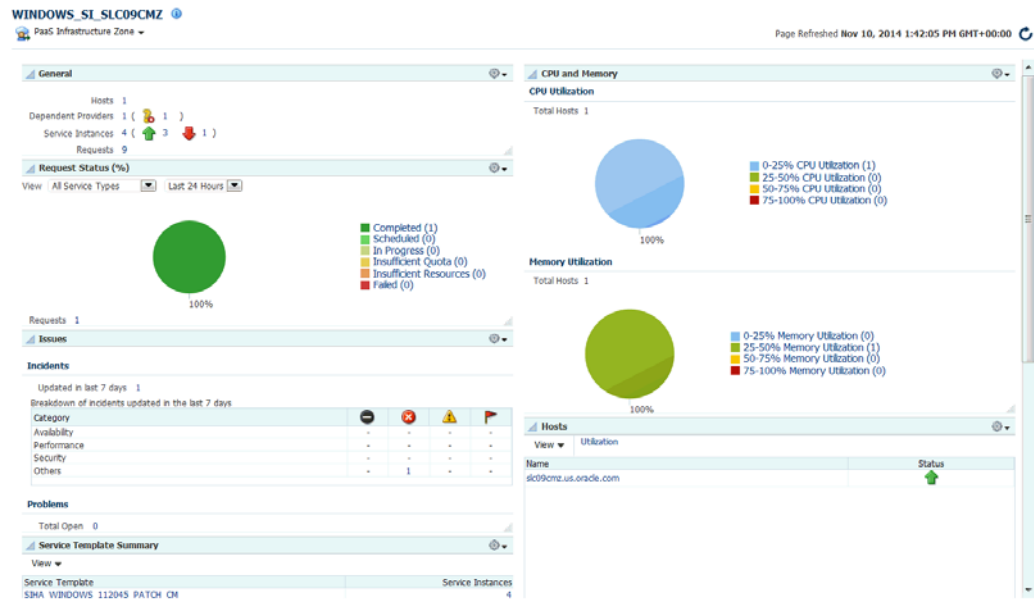 WINDOWS_SI_SLC09CMZ
PaaS Infrastructure Zone
Page Refreshed Nov 10, 2014 1:42:05 PM GMT+00:00
General
Hosts 1
Dependent Providers 1 ( 1 )
Service Instances 4 ( 3 1 )
Requests 9
Request Status (%)
View All Service Types Last 24 Hours
Completed (1)
Scheduled (0)
In Progress (0)
Insufficient Quota (0)
Insufficient Resources (0)
Failed (0)
100%
Requests 1
Issues
Incidents
Updated in last 7 days 1
Breakdown of incidents updated in the last 7 days
Category
Availability - - - -
Performance - - - -
Security - - - -
Others - 1 - -
Problems
Total Open 0
Service Template Summary
View
Service Template Service Instances
SIHA_WINDOWS_112045_PATCH_CM 4
CPU and Memory
CPU Utilization
Total Hosts 1
0-25% CPU Utilization (1)
25-50% CPU Utilization (0)
50-75% CPU Utilization (0)
75-100% CPU Utilization (0)
100%
Memory Utilization
Total Hosts 1
0-25% Memory Utilization (0)
25-50% Memory Utilization (1)
50-75% Memory Utilization (0)
75-100% Memory Utilization (0)
100%
Hosts
View Utilization
Name Status
slc09cmz.us.oracle.com